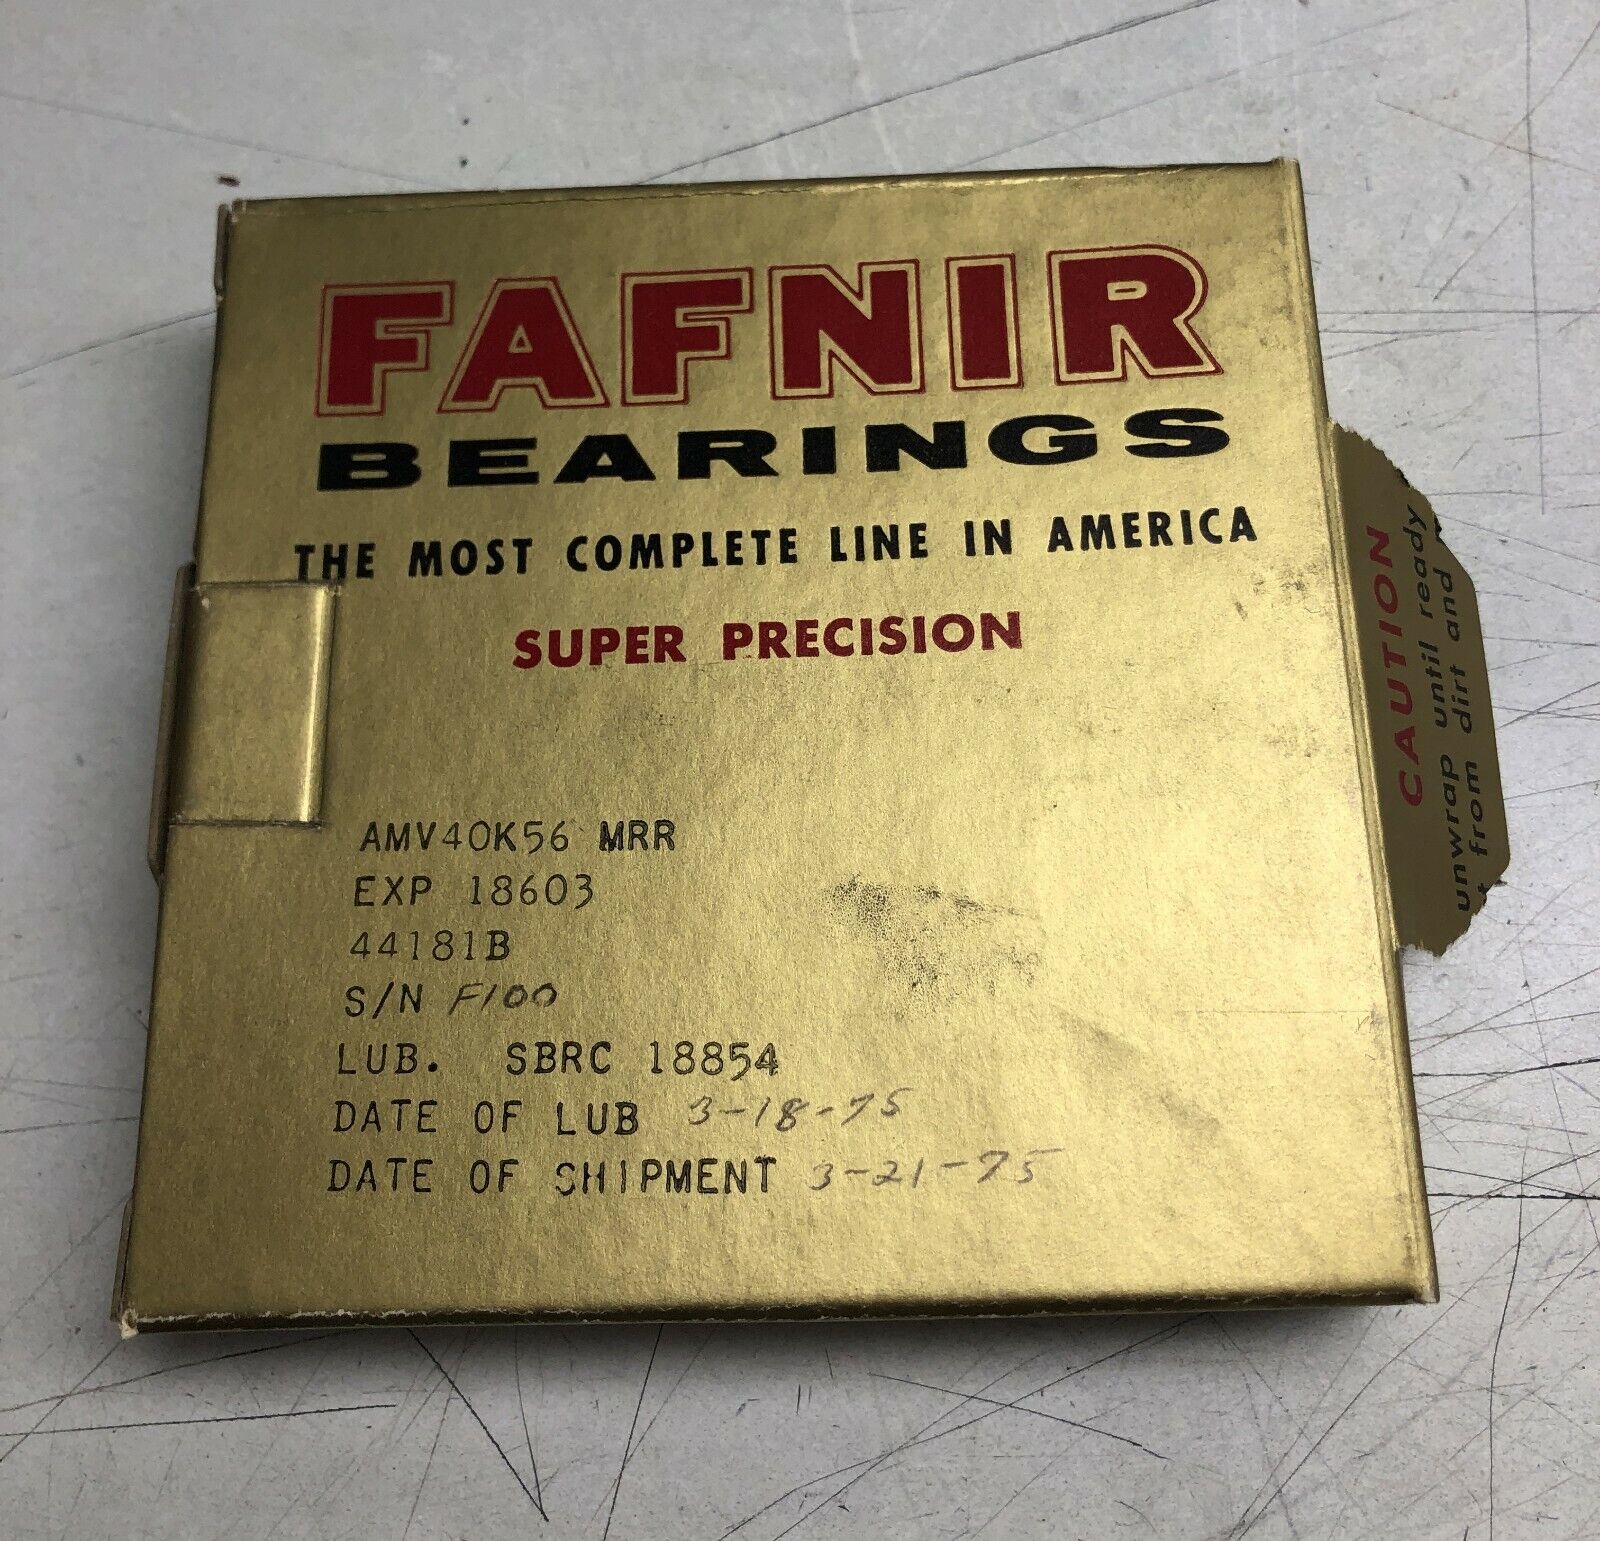 FAFNIR
BEARINGS
THE MOST COMPLETE LINE IN AMERICA
SUPER PRECISION
AMV40K56 MRR
EXP 18603
44181B
S/N F100
LUB. SBRC 18854
DATE OF LUB 3-18-75
DATE OF SHIPMENT 3-21-75
CAUTION
unwrap until ready
from dirt and